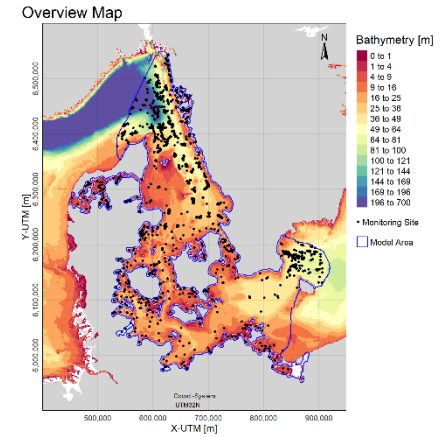 Overview Map
N
Bathymetry [m]
0 to 1
1 to 4
4 to 9
9 to 16
16 to 25
25 to 36
36 to 49
49 to 64
64 to 81
81 to 100
100 to 121
121 to 144
144 to 169
169 to 196
196 to 700
Monitoring Site
Model Area
Y-UTM [m]
6,500,000
6,400,000
6,300,000
6,200,000
6,100,000
6,000,000
Coord.-System
UTM32N
500,000 600,000 700,000 800,000 900,000
X-UTM [m]